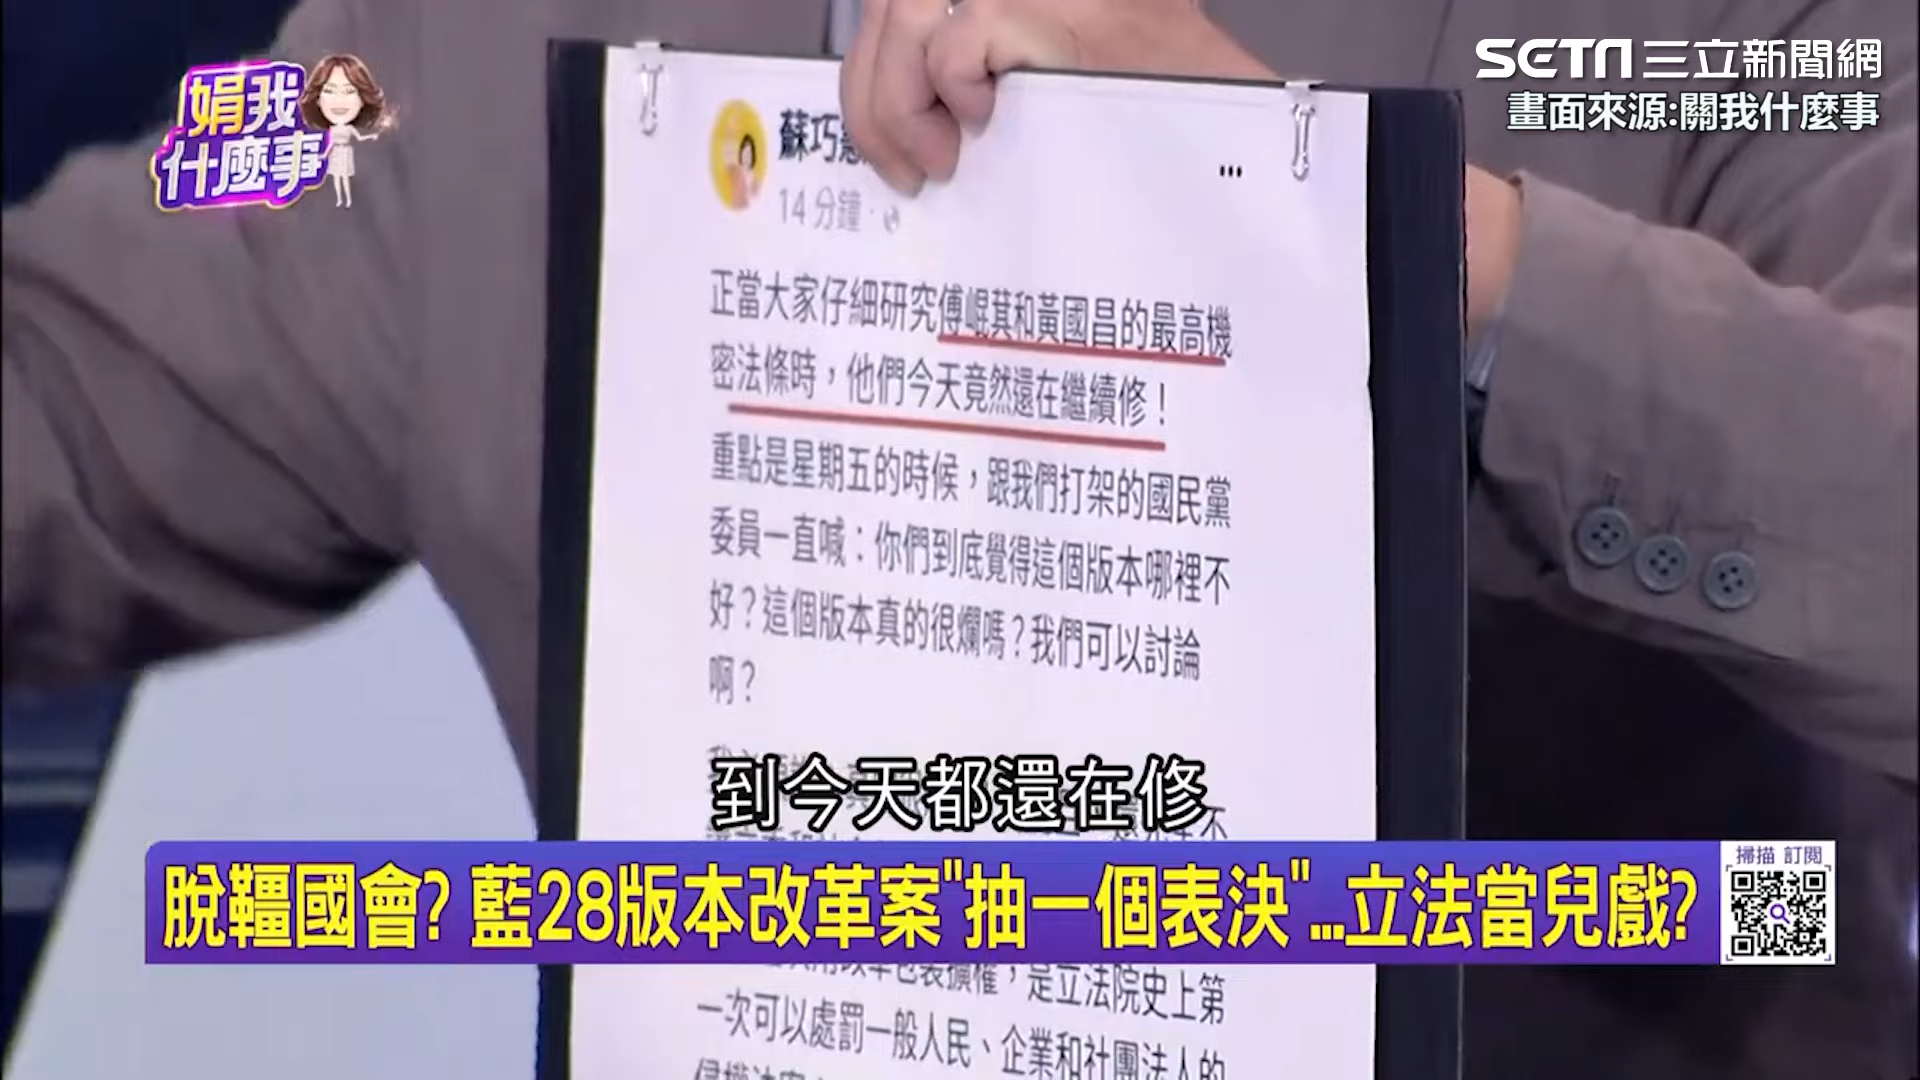 娟我
什麼事
SETN三立新聞網
畫面來源:關我什麼事
蘇巧慧
14 分鐘
正當大家仔細研究傅崐萁和黃國昌的最高機
密法條時，他們今天竟然還在繼續修！
重點是星期五的時候，跟我們打架的國民黨
委員一直喊：你們到底覺得這個版本哪裡不
好？這個版本真的很爛嗎？我們可以討論
啊？
到今天都還在修
脫韁國會? 藍28版本改革案"抽一個表決"...立法當兒戲?
掃描 訂閱
改革包裝擴權，是立法院史上第
一次可以處罰一般人民、企業和社團法人的